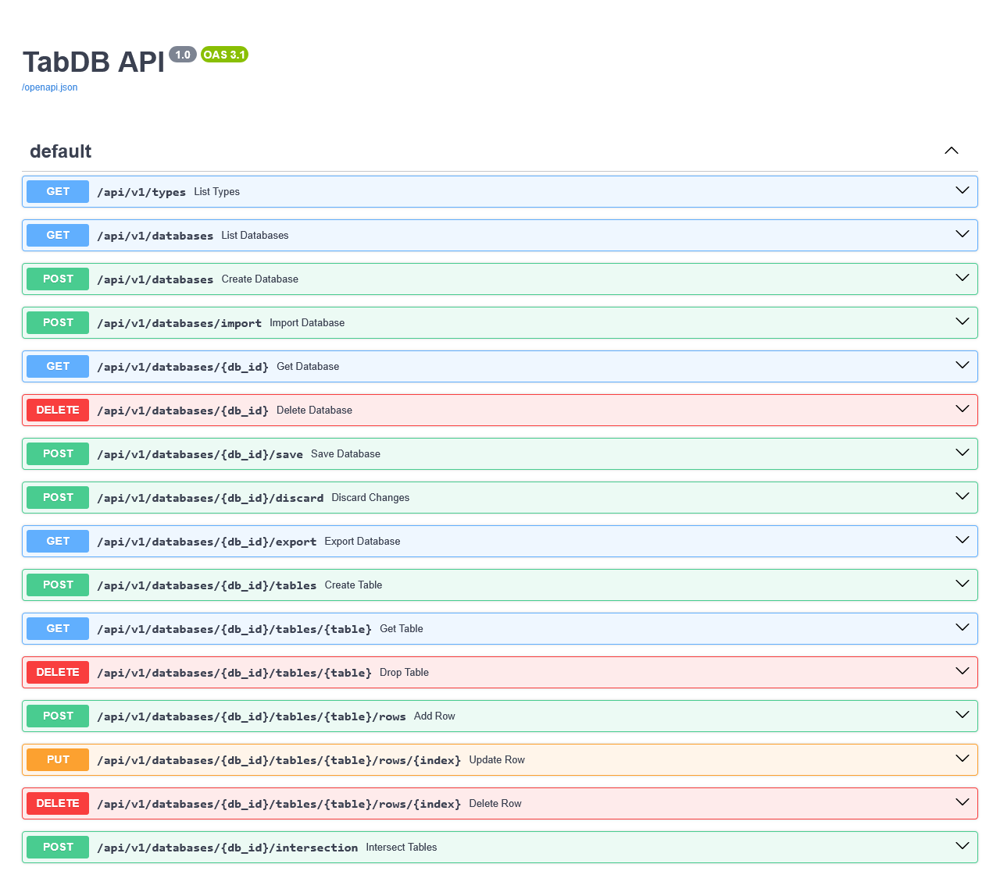 TabDB API 1.0 OAS 3.1
/openapi.json
default
GET /api/v1/types List Types
GET /api/v1/databases List Databases
POST /api/v1/databases Create Database
POST /api/v1/databases/import Import Database
GET /api/v1/databases/{db_id} Get Database
DELETE /api/v1/databases/{db_id} Delete Database
POST /api/v1/databases/{db_id}/save Save Database
POST /api/v1/databases/{db_id}/discard Discard Changes
GET /api/v1/databases/{db_id}/export Export Database
POST /api/v1/databases/{db_id}/tables Create Table
GET /api/v1/databases/{db_id}/tables/{table} Get Table
DELETE /api/v1/databases/{db_id}/tables/{table} Drop Table
POST /api/v1/databases/{db_id}/tables/{table}/rows Add Row
PUT /api/v1/databases/{db_id}/tables/{table}/rows/{index} Update Row
DELETE /api/v1/databases/{db_id}/tables/{table}/rows/{index} Delete Row
POST /api/v1/databases/{db_id}/intersection Intersect Tables